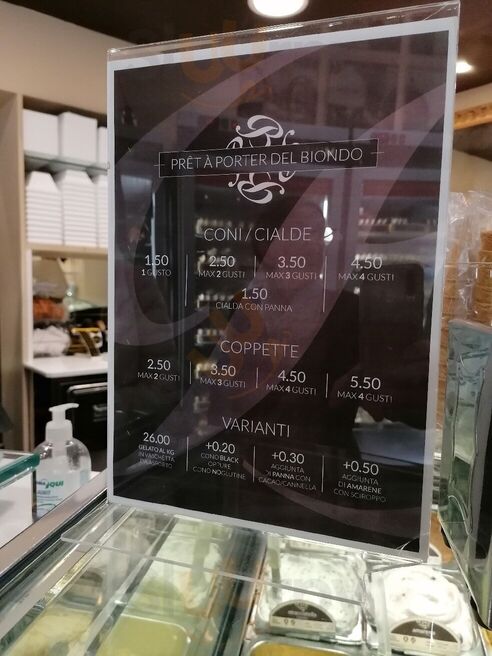 PRÊT À PORTER DEL BIONDO
CONI / CIALDE
1.50
1 GUSTO
2.50
MAX 2 GUSTI
3.50
MAX 3 GUSTI
4.50
MAX 4 GUSTI
1.50
CIALDA CON PANNA
COPPETTE
2.50
MAX 2 GUSTI
3.50
MAX 3 GUSTI
4.50
MAX 4 GUSTI
5.50
MAX 4 GUSTI
VARIANTI
26.00
GELATO AL KG
IN VASCHETTA
D'ASPORTO
+0.20
CONO BLACK
OPPURE
CONO NOGLUTINE
+0.30
AGGIUNTA
DI PANNA CON
CACAO/CANNELLA
+0.50
AGGIUNTA
DI AMARENE
CON SCIROPPO